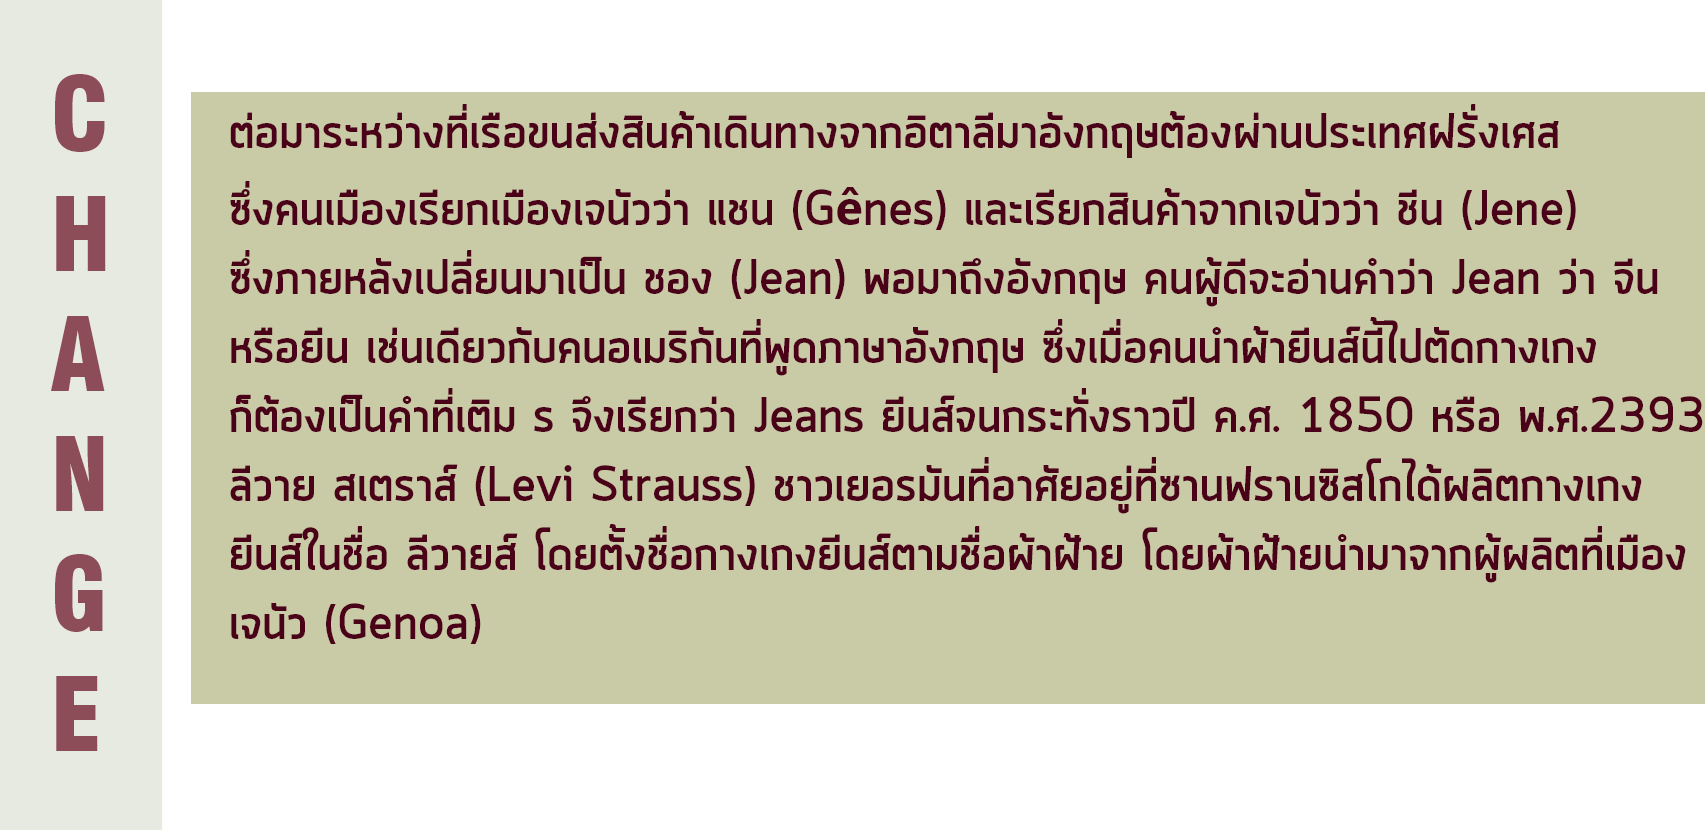 CHANGE
ต่อมาระหว่างที่เรือขนส่งสินค้าเดินทางจากอิตาลีมาอังกฤษต้องผ่านประเทศฝรั่งเศส
ซึ่งคนเมืองเรียกเมืองเจนัวว่า แชน (Gênes) และเรียกสินค้าจากเจนัวว่า ชีน (Jene)
ซึ่งภายหลังเปลี่ยนมาเป็น ชอง (Jean) พอมาถึงอังกฤษ คนผู้ดีจะอ่านคำว่า Jean ว่า จีน
หรือยีน เช่นเดียวกับคนอเมริกันที่พูดภาษาอังกฤษ ซึ่งเมื่อคนนำผ้ายีนส์นี้ไปตัดกางเกง
ก็ต้องเป็นคำที่เติม s จึงเรียกว่า Jeans ยีนส์จนกระทั่งราวปี ค.ศ. 1850 หรือ พ.ศ.2393
ลีวาย สเตราส์ (Levi Strauss) ชาวเยอรมันที่อาศัยอยู่ที่ซานฟรานซิสโกได้ผลิตกางเกง
ยีนส์ในชื่อ ลีวายส์ โดยตั้งชื่อกางเกงยีนส์ตามชื่อผ้าฝ้าย โดยผ้าฝ้ายนำมาจากผู้ผลิตที่เมือง
เจนัว (Genoa)